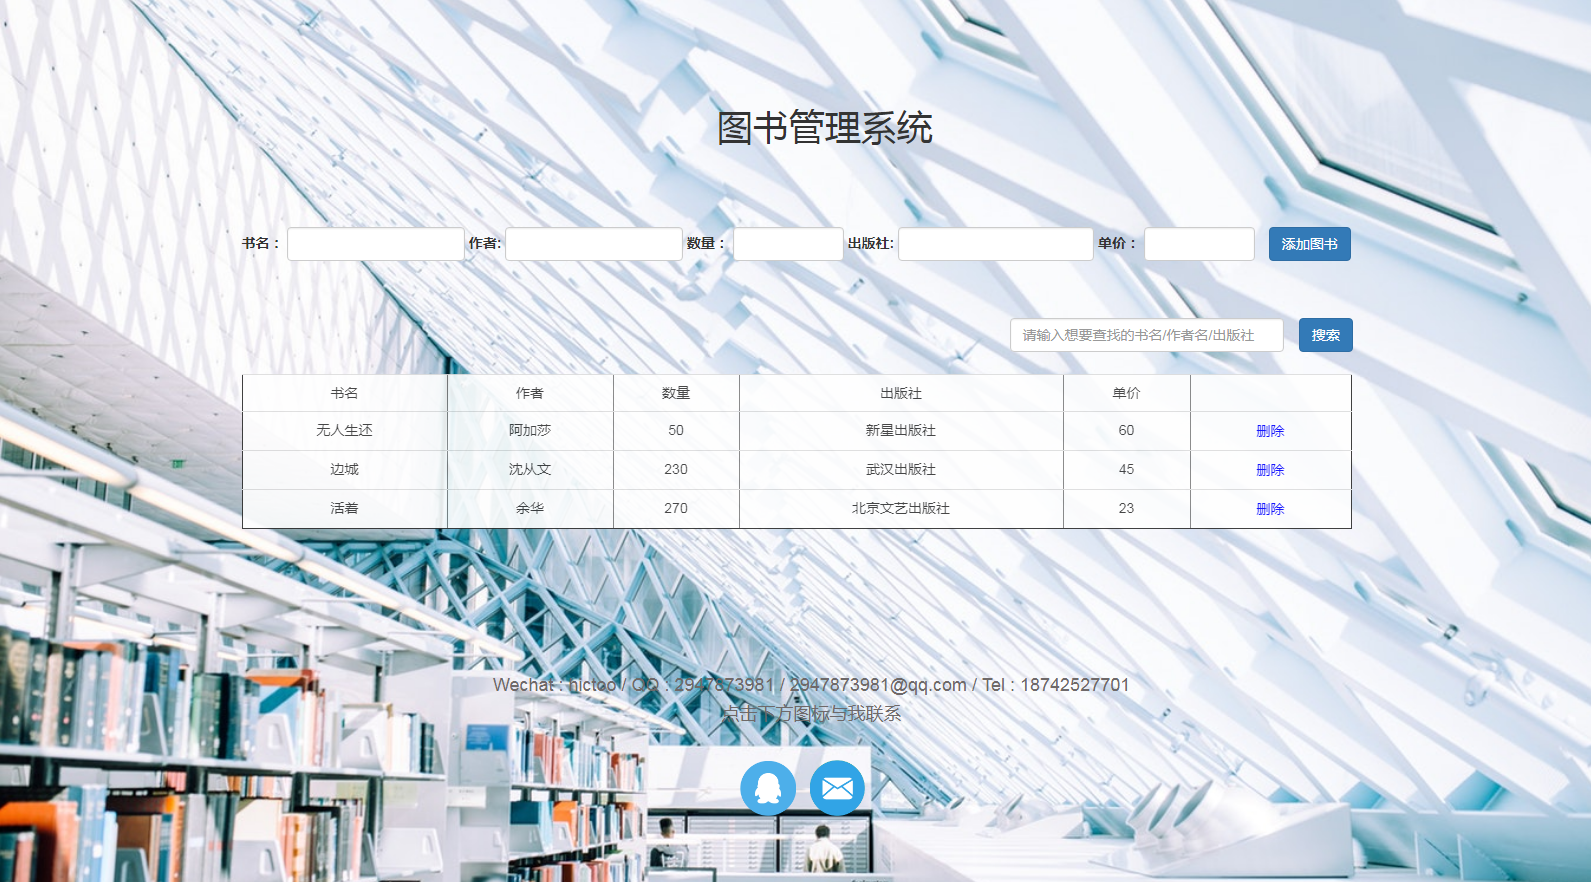 图书管理系统
书名： 作者: 数量： 出版社: 单价： 添加图书
请输入想要查找的书名/作者名/出版社 搜索
书名 作者 数量 出版社 单价
无人生还 阿加莎 50 新星出版社 60 删除
边城 沈从文 230 武汉出版社 45 删除
活着 余华 270 北京文艺出版社 23 删除
Wechat : nictoo / QQ : 2947873981 / 2947873981@qq.com / Tel : 18742527701
点击下方图标与我联系